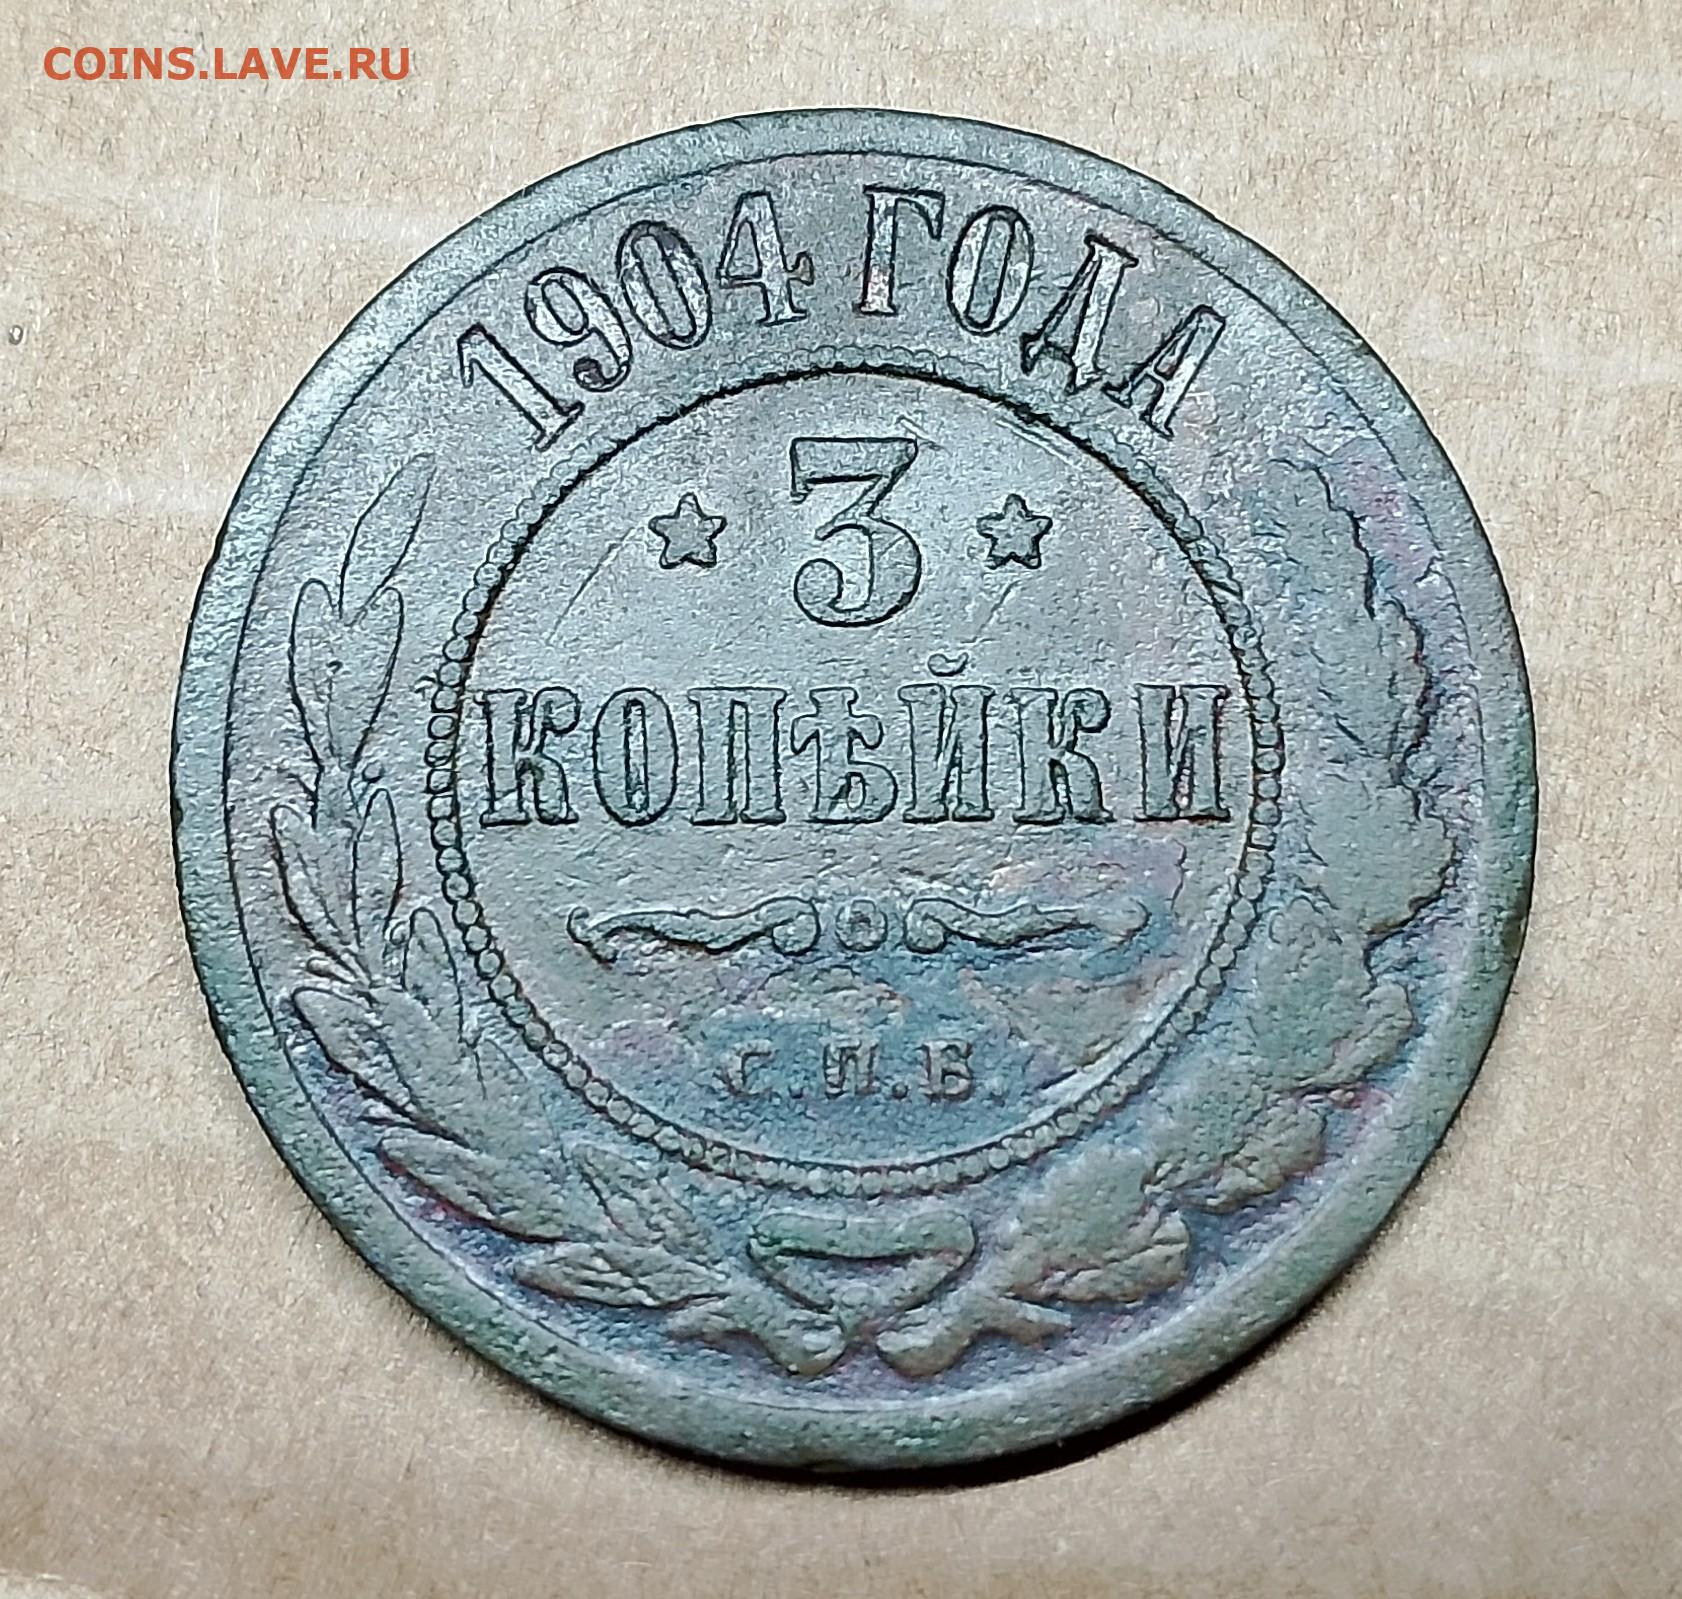 COINS.LAVE.RU
1904 ГОДА
3
КОПѢЙКИ
С.П.Б.